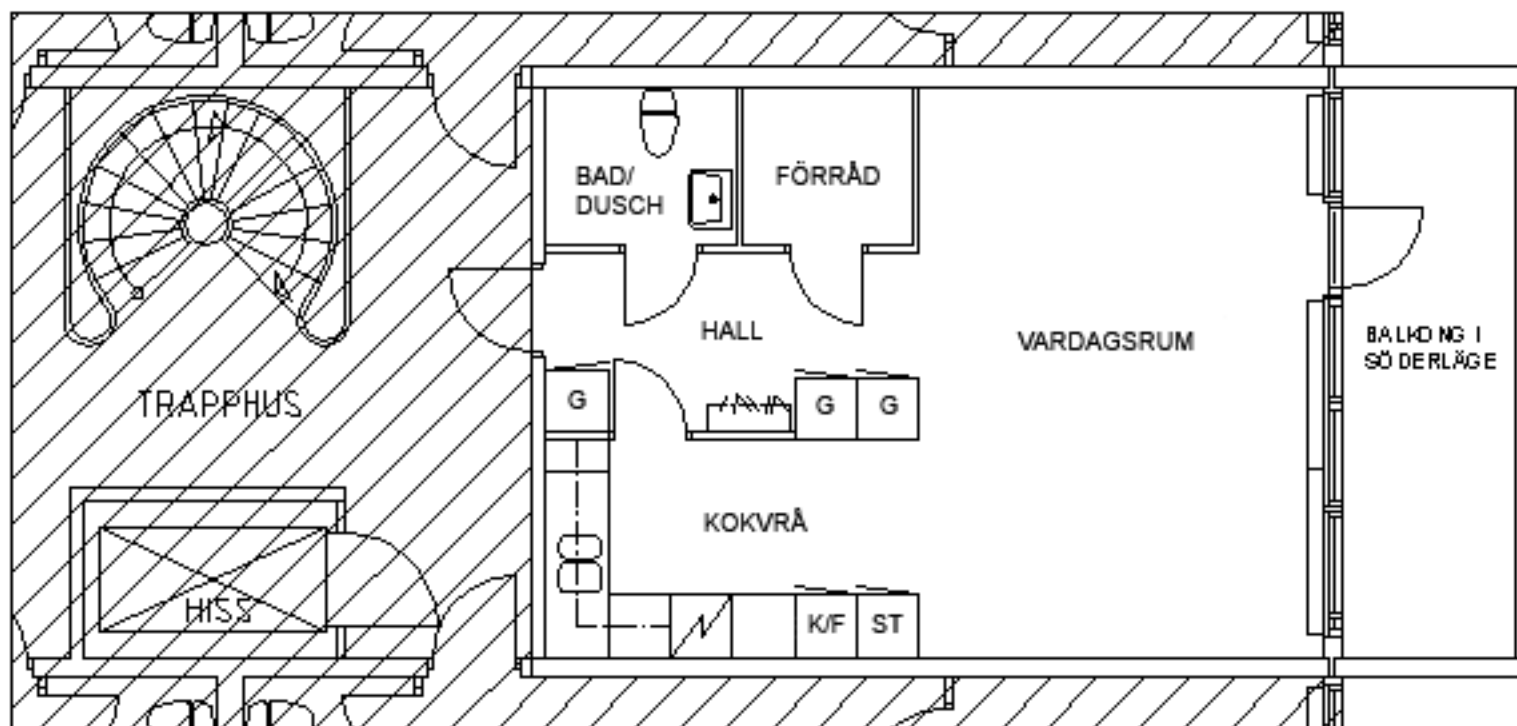 BAD/
DUSCH
FÖRRÅD
HALL
VARDAGSRUM
BALKONG I
SÖDERLÄGE
TRAPPHUS
G
G
G
KOKVRÅ
HISS
K/F
ST